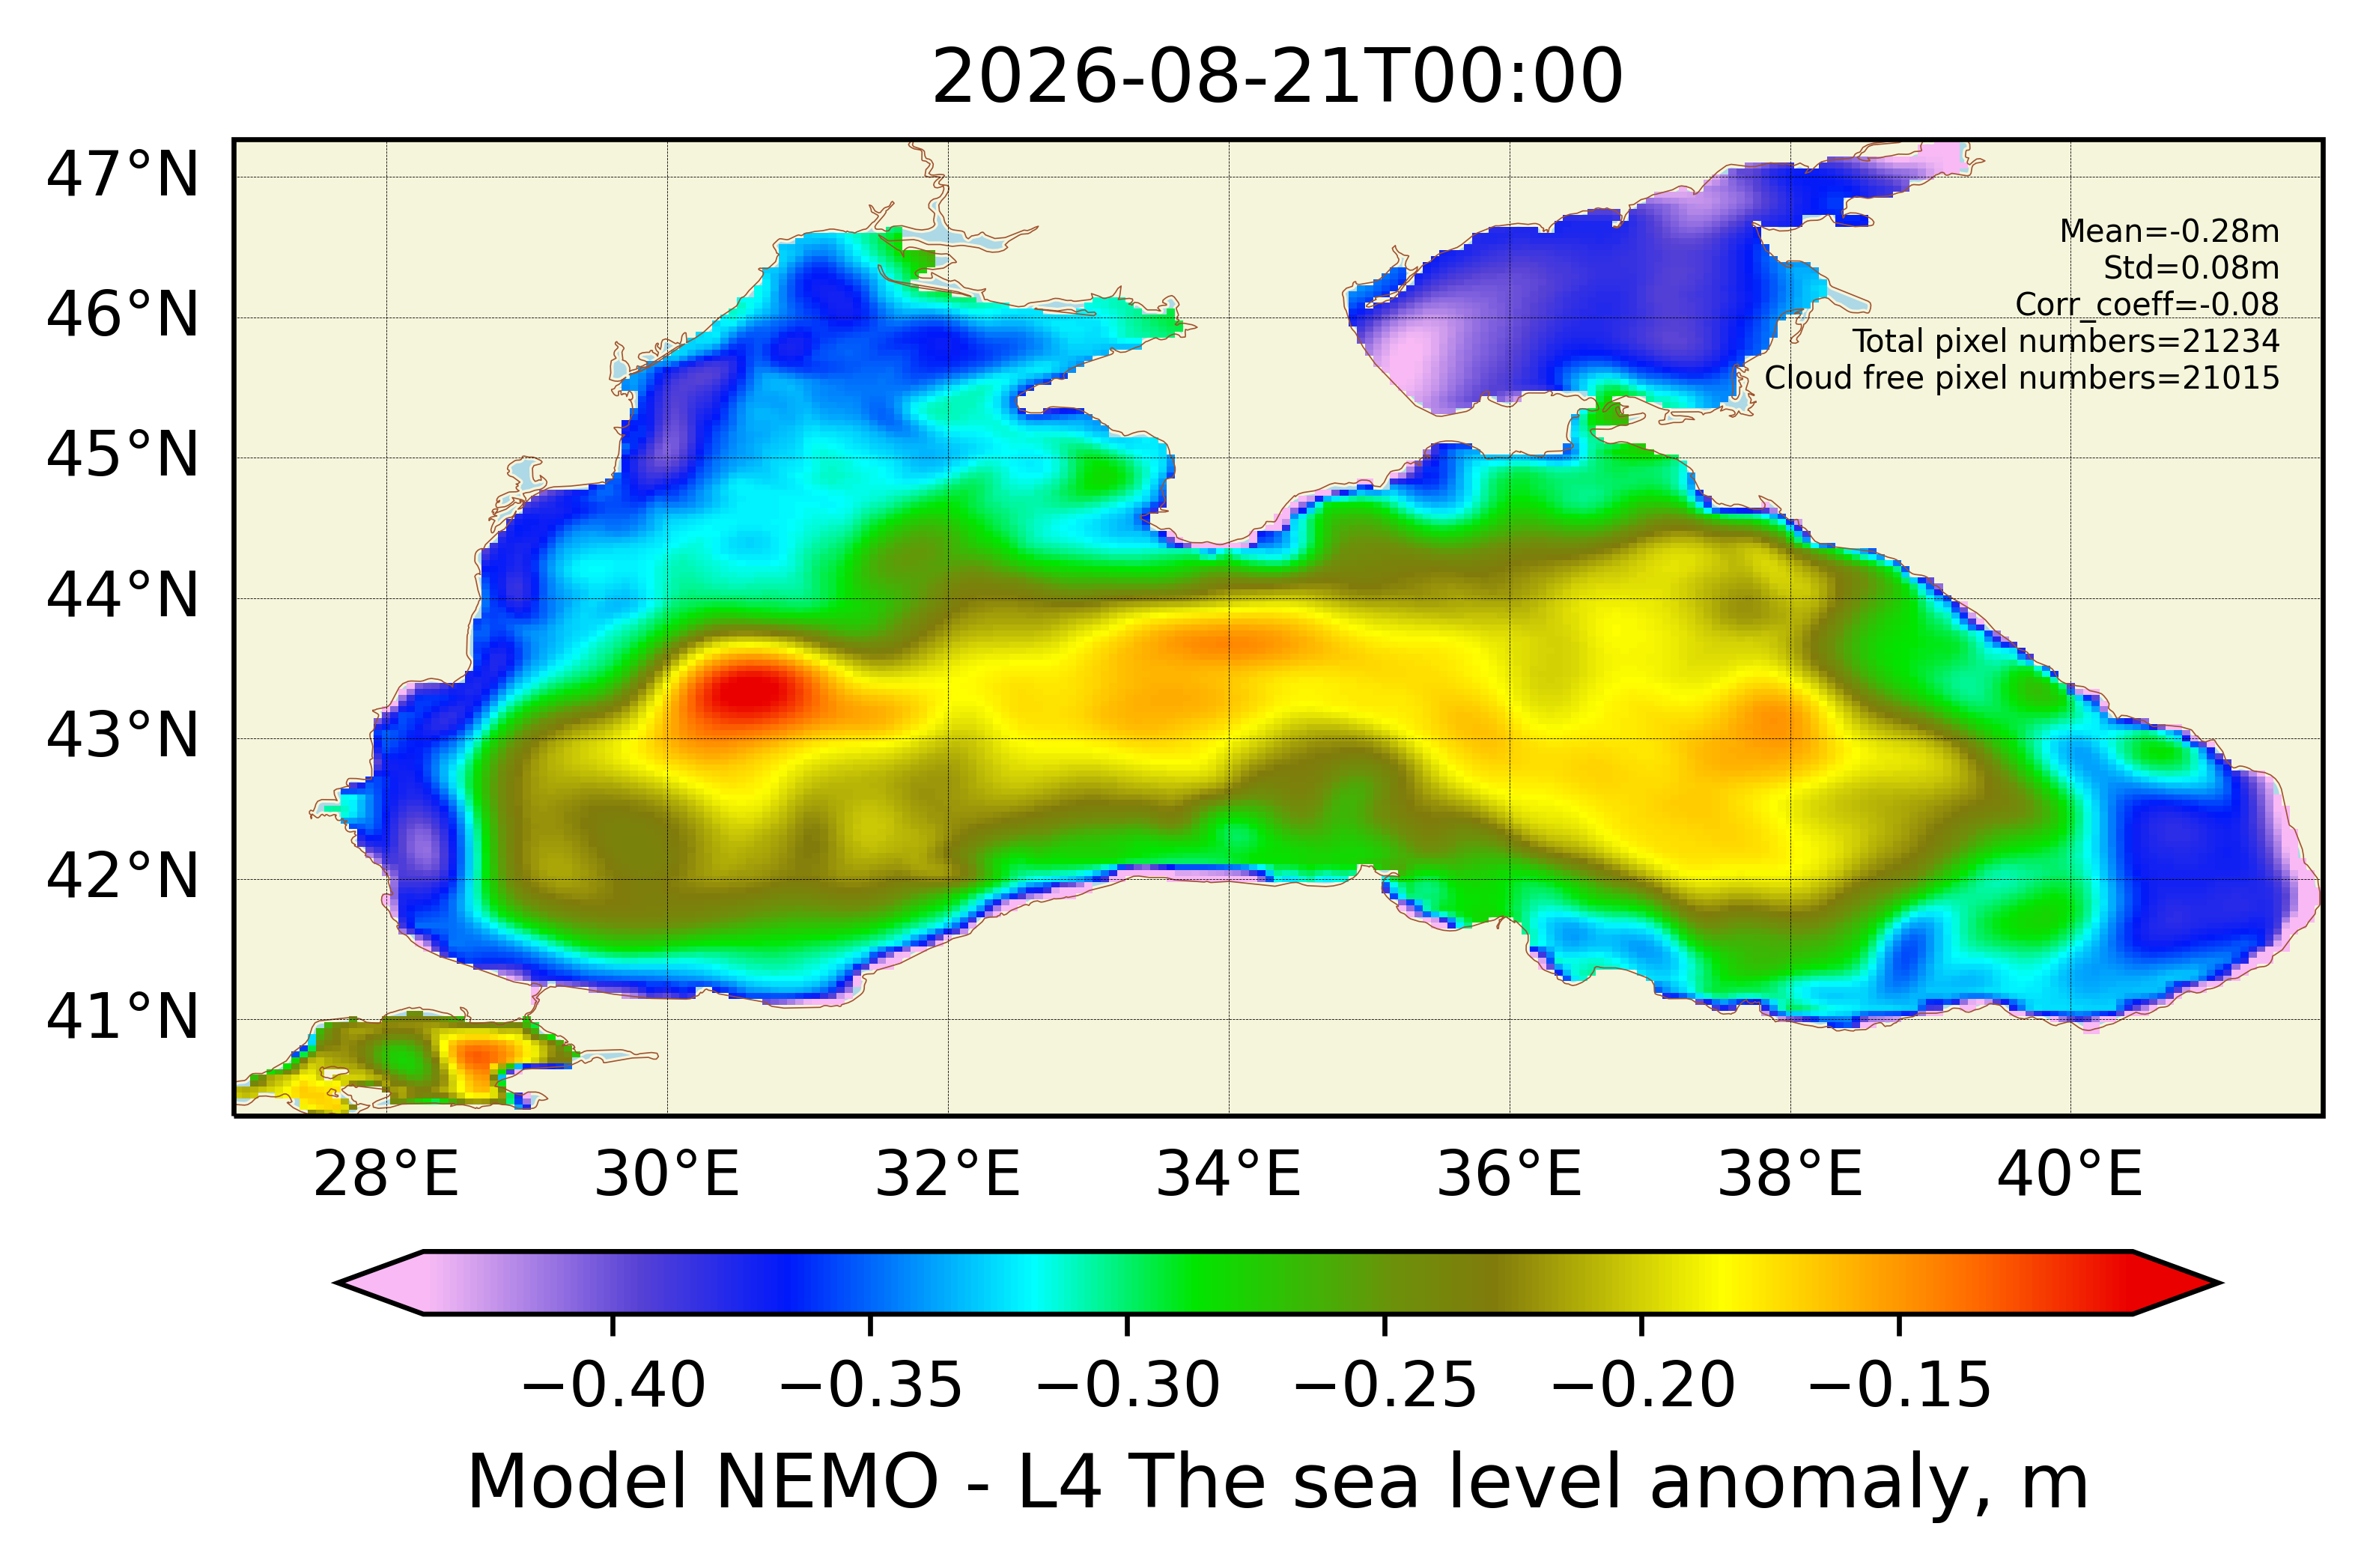 2026-08-21T00:00
47°N
46°N
45°N
44°N
43°N
42°N
41°N
Mean=-0.28m
Std=0.08m
Corr_coeff=-0.08
Total pixel numbers=21234
Cloud free pixel numbers=21015
28°E 30°E 32°E 34°E 36°E 38°E 40°E
−0.40 −0.35 −0.30 −0.25 −0.20 −0.15
Model NEMO - L4 The sea level anomaly, m